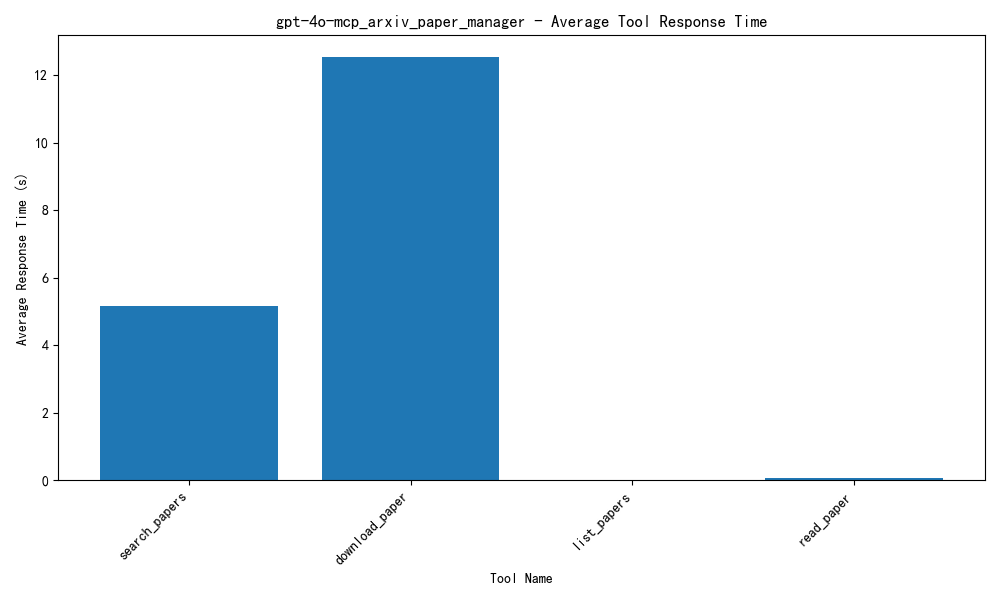 gpt-4o-mcp_arxiv_paper_manager - Average Tool Response Time
Average Response Time (s)
12
10
8
6
4
2
0
search_papers
download_paper
list_papers
read_paper
Tool Name